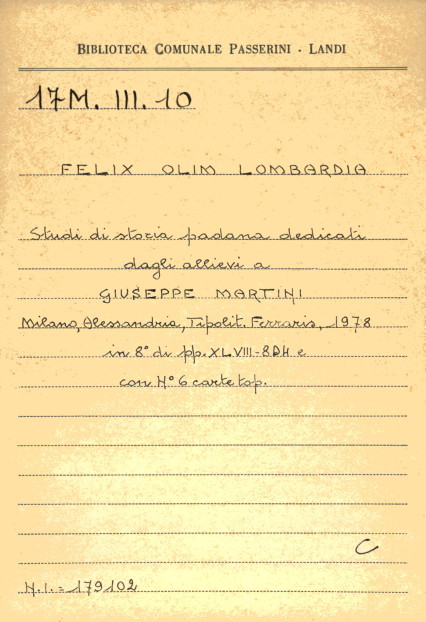 BIBLIOTECA COMUNALE PASSERINI - LANDI
17M. III. 10
FELIX OLIM LOMBARDIA
Studi di storia padana dedicati
dagli allievi a
GIUSEPPE MARTINI
Milano, Alessandria, Tipolit. Ferraris, 1978
in 8° di pp. XLVIII-804 e
con N° 6 carte top.
C
N.I.= 179102